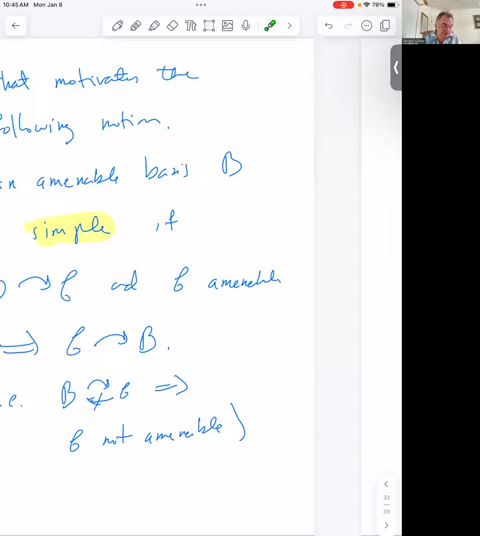 10:45 AM Mon Jan 8
78%
that motivates the
following notion.
an amenable basis B
simple if
↷ C and C amenable
⟹ C ↷ B.
i.e. B ↷ C ⟹
C not amenable)
33
39